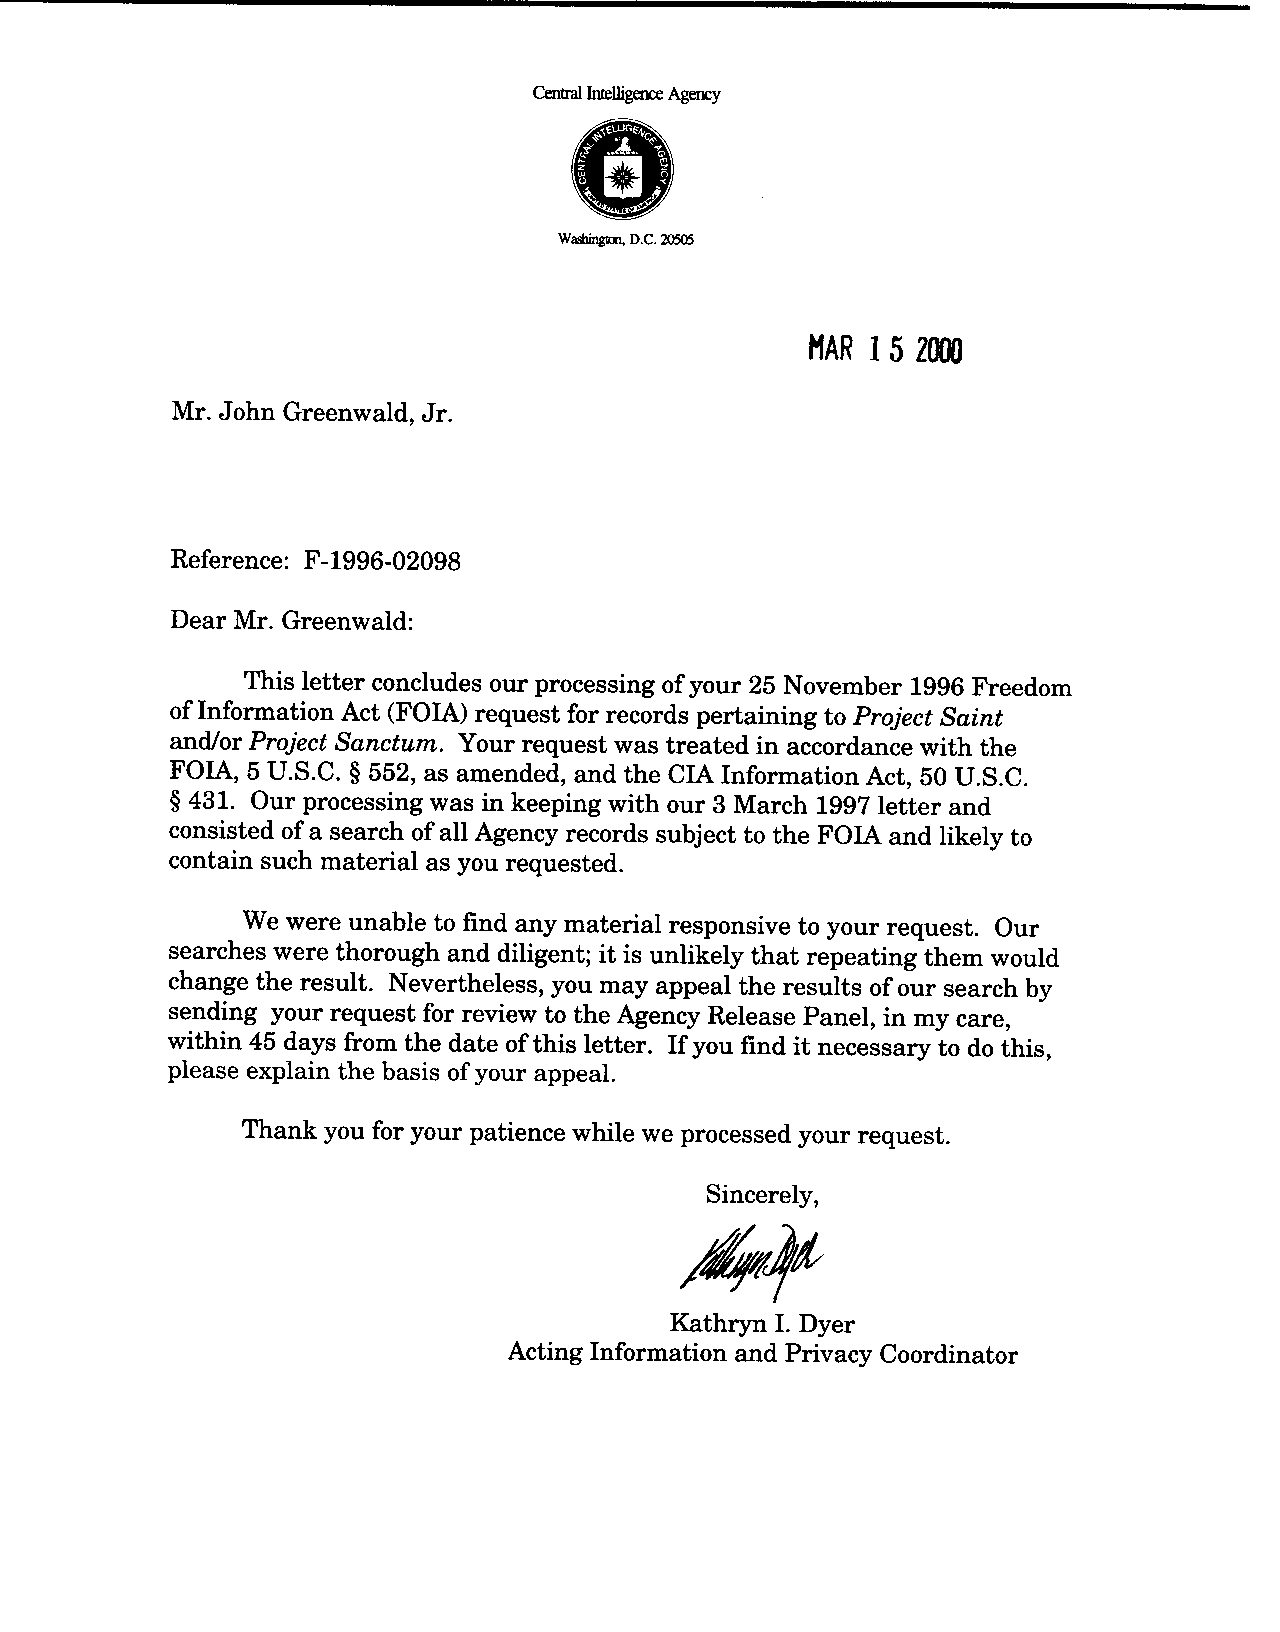 Central Intelligence Agency
CENTRAL INTELLIGENCE AGENCY
UNITED STATES OF AMERICA
Washington, D.C. 20505
MAR 15 2000
Mr. John Greenwald, Jr.
Reference: F-1996-02098
Dear Mr. Greenwald:
This letter concludes our processing of your 25 November 1996 Freedom
of Information Act (FOIA) request for records pertaining to Project Saint
and/or Project Sanctum. Your request was treated in accordance with the
FOIA, 5 U.S.C. § 552, as amended, and the CIA Information Act, 50 U.S.C.
§ 431. Our processing was in keeping with our 3 March 1997 letter and
consisted of a search of all Agency records subject to the FOIA and likely to
contain such material as you requested.
We were unable to find any material responsive to your request. Our
searches were thorough and diligent; it is unlikely that repeating them would
change the result. Nevertheless, you may appeal the results of our search by
sending your request for review to the Agency Release Panel, in my care,
within 45 days from the date of this letter. If you find it necessary to do this,
please explain the basis of your appeal.
Thank you for your patience while we processed your request.
Sincerely,
Kathryn Dyer
Kathryn I. Dyer
Acting Information and Privacy Coordinator